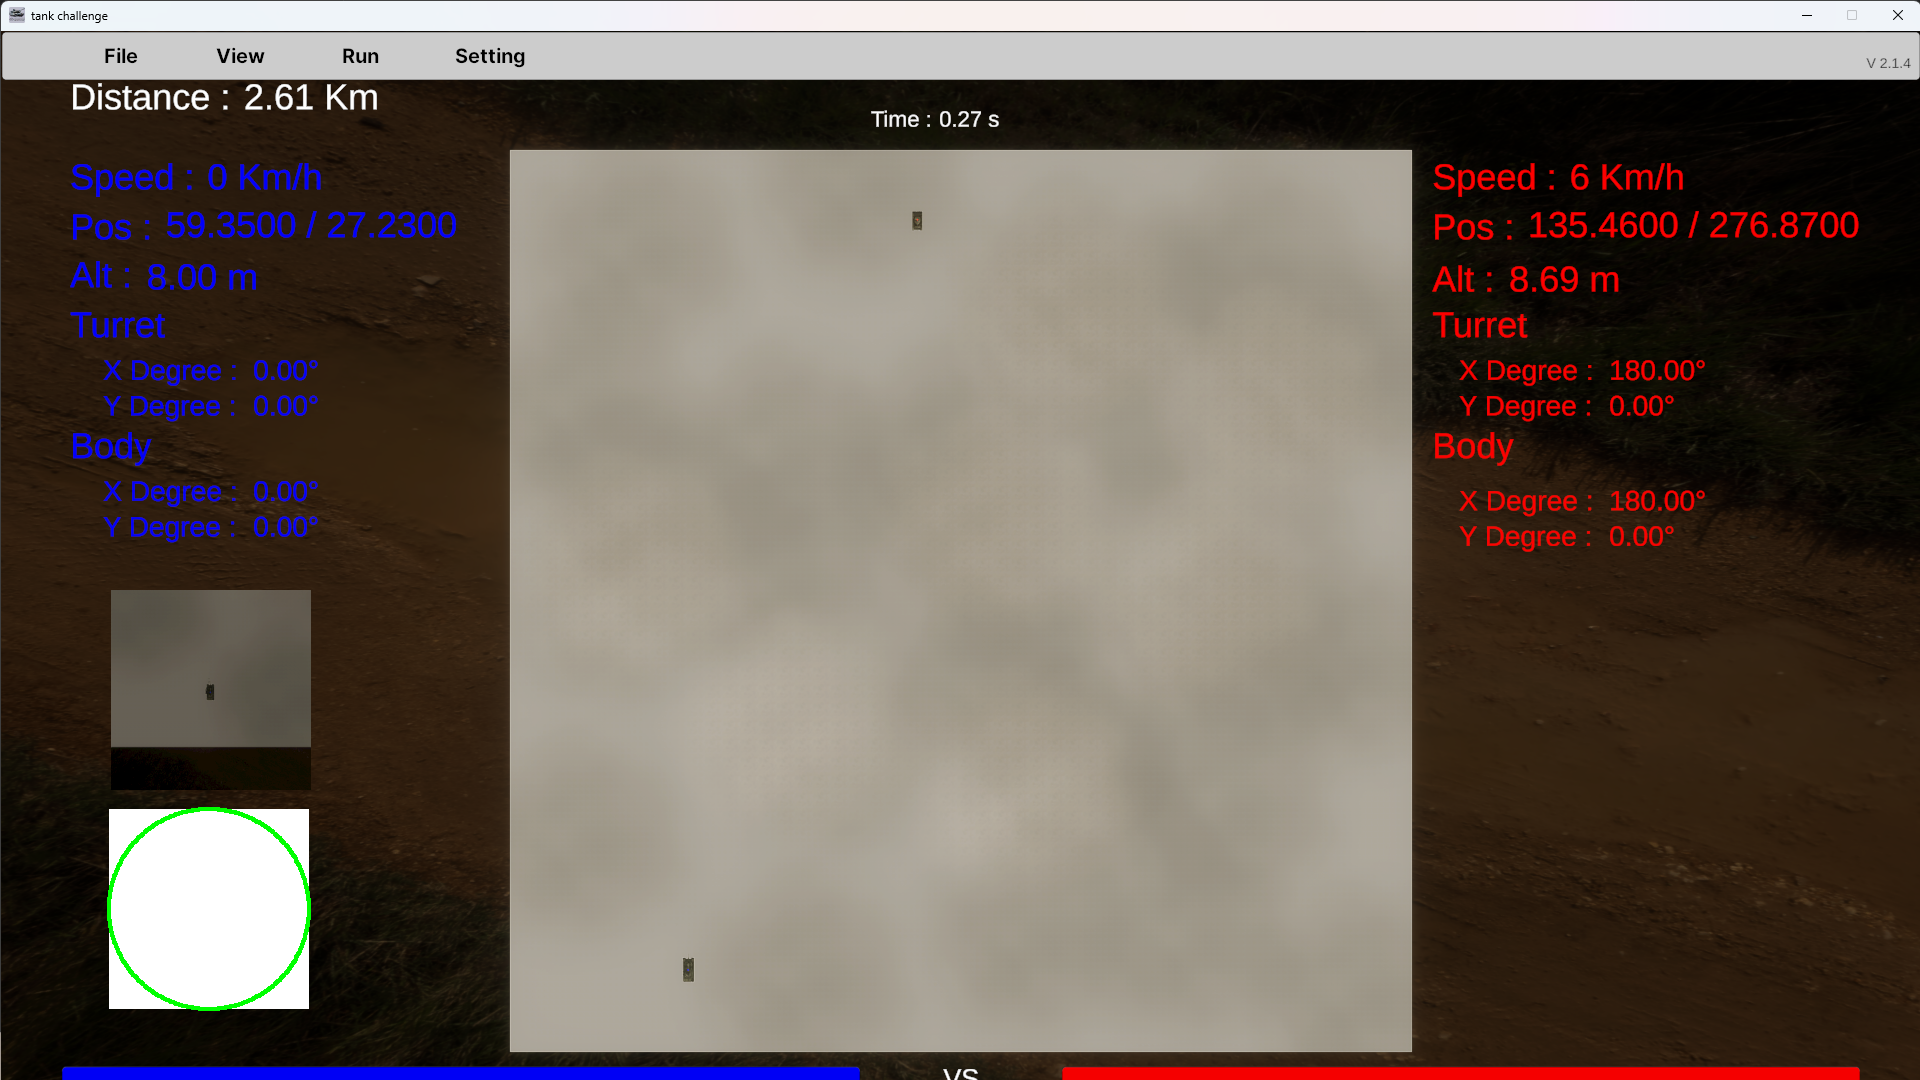 tank challenge
File View Run Setting
V 2.1.4
Distance : 2.61 Km
Time : 0.27 s
Speed : 0 Km/h
Pos : 59.3500 / 27.2300
Alt : 8.00 m
Turret
X Degree : 0.00°
Y Degree : 0.00°
Body
X Degree : 0.00°
Y Degree : 0.00°
Speed : 6 Km/h
Pos : 135.4600 / 276.8700
Alt : 8.69 m
Turret
X Degree : 180.00°
Y Degree : 0.00°
Body
X Degree : 180.00°
Y Degree : 0.00°
VS